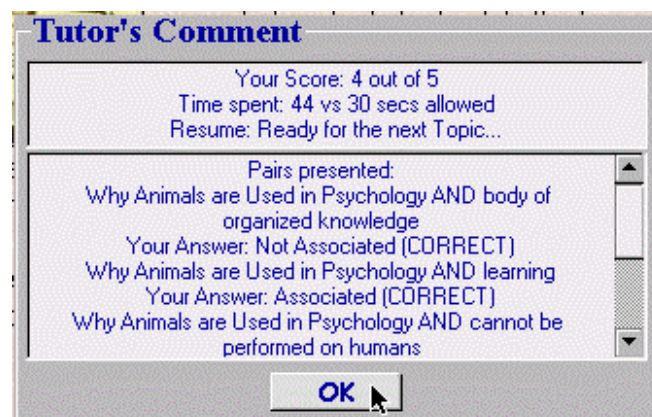 Tutor's Comment
Your Score: 4 out of 5
Time spent: 44 vs 30 secs allowed
Resume: Ready for the next Topic...
Pairs presented:
Why Animals are Used in Psychology AND body of
organized knowledge
Your Answer: Not Associated (CORRECT)
Why Animals are Used in Psychology AND learning
Your Answer: Associated (CORRECT)
Why Animals are Used in Psychology AND cannot be
performed on humans
OK